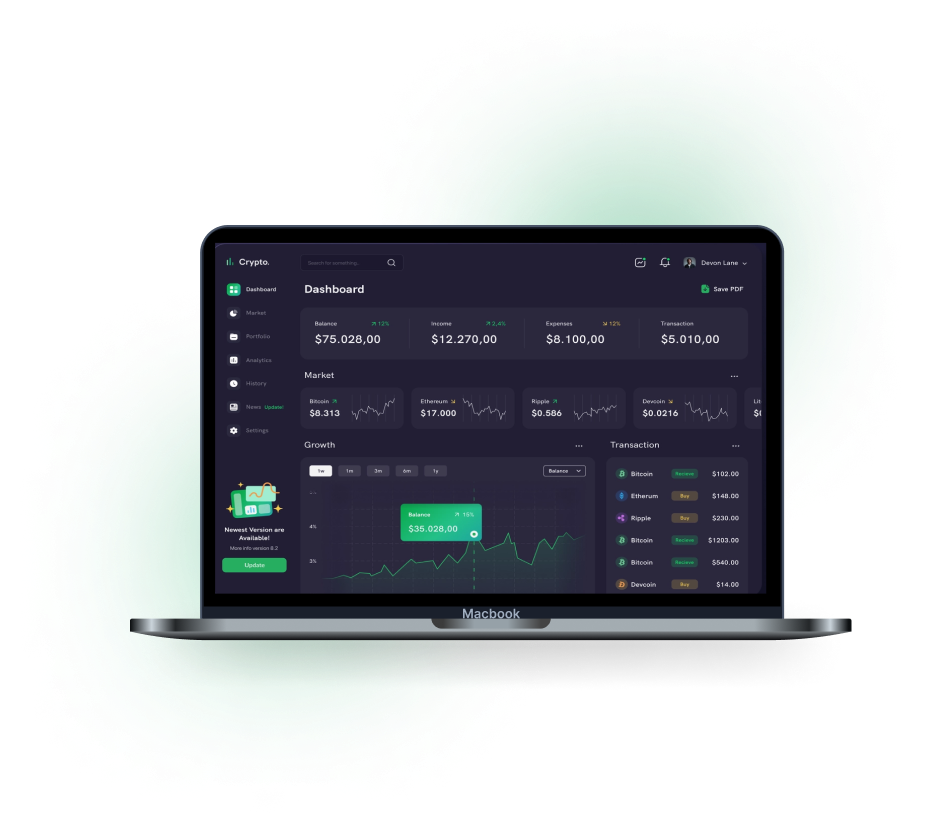 Crypto.
Search for something...
Devon Lane
Dashboard
Market
Portfolio
Analytics
History
News Update!
Settings
Newest Version are
Available!
More info version 8.2
Update
Dashboard
Save PDF
Balance 12%
$75.028,00
Income 2,4%
$12.270,00
Expenses 12%
$8.100,00
Transaction
$5.010,00
Market
Bitcoin
$8.313
Ethereum
$17.000
Ripple
$0.586
Devcoin
$0.0216
Growth
1w 1m 3m 6m 1y
Balance
4%
3%
Balance 15%
$35.028,00
Transaction
Bitcoin Recieve $102.00
Etherum Buy $148.00
Ripple Buy $230.00
Bitcoin Recieve $1203.00
Bitcoin Recieve $540.00
Devcoin Buy $14.00
Macbook